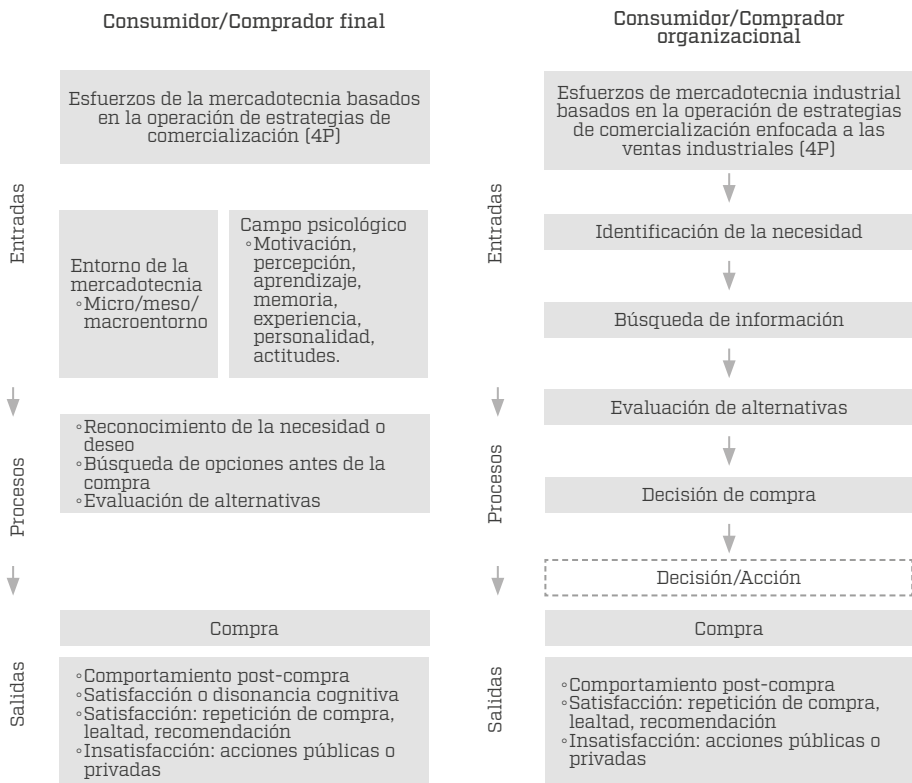 Consumidor/Comprador final
Entradas
Esfuerzos de la mercadotecnia basados
en la operación de estrategias de
comercialización (4P)
Entorno de la
mercadotecnia
◦Micro/meso/
macroentorno
Campo psicológico
◦Motivación,
percepción,
aprendizaje,
memoria,
experiencia,
personalidad,
actitudes.
Procesos
◦Reconocimiento de la necesidad o
deseo
◦Búsqueda de opciones antes de la
compra
◦Evaluación de alternativas
Salidas
Compra
◦Comportamiento post-compra
◦Satisfacción o disonancia cognitiva
◦Satisfacción: repetición de compra,
lealtad, recomendación
◦Insatisfacción: acciones públicas o
privadas
Consumidor/Comprador
organizacional
Entradas
Esfuerzos de mercadotecnia industrial
basados en la operación de estrategias
de comercialización enfocada a las
ventas industriales (4P)
Identificación de la necesidad
Búsqueda de información
Procesos
Evaluación de alternativas
Decisión de compra
Decisión/Acción
Salidas
Compra
◦Comportamiento post-compra
◦Satisfacción: repetición de compra,
lealtad, recomendación
◦Insatisfacción: acciones públicas o
privadas